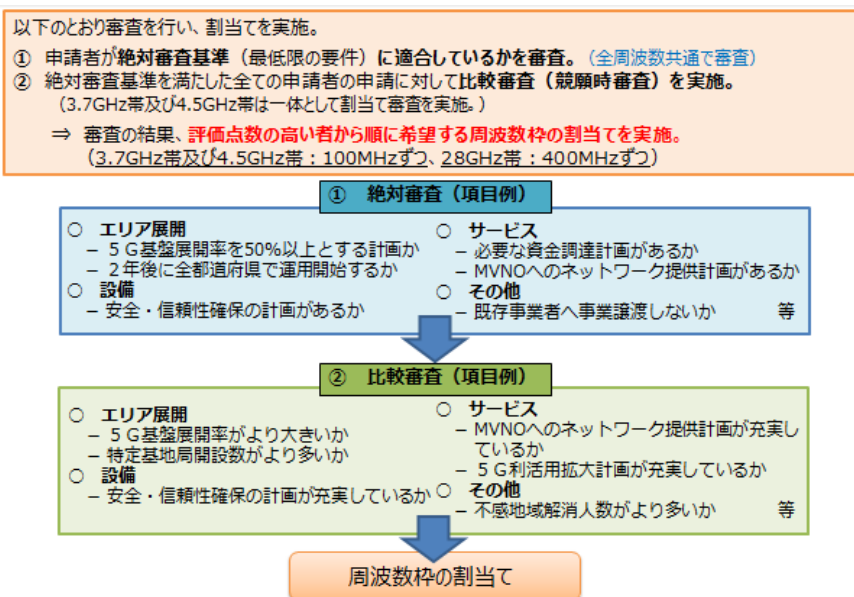 以下のとおり審査を行い、割当てを実施。
① 申請者が絶対審査基準（最低限の要件）に適合しているかを審査。（全周波数共通で審査）
② 絶対審査基準を満たした全ての申請者の申請に対して比較審査（競願時審査）を実施。
（3.7GHz帯及び4.5GHz帯は一体として割当て審査を実施。）
⇒ 審査の結果、評価点数の高い者から順に希望する周波数枠の割当てを実施。
（3.7GHz帯及び4.5GHz帯：100MHzずつ、28GHz帯：400MHzずつ）
① 絶対審査（項目例）
○ エリア展開
– ５Ｇ基盤展開率を50%以上とする計画か
– ２年後に全都道府県で運用開始するか
○ 設備
– 安全・信頼性確保の計画があるか
○ サービス
– 必要な資金調達計画があるか
– MVNOへのネットワーク提供計画があるか
○ その他
– 既存事業者へ事業譲渡しないか 等
② 比較審査（項目例）
○ エリア展開
– ５Ｇ基盤展開率がより大きいか
– 特定基地局開設数がより多いか
○ 設備
– 安全・信頼性確保の計画が充実しているか
○ サービス
– MVNOへのネットワーク提供計画が充実し
ているか
– ５Ｇ利活用拡大計画が充実しているか
○ その他
– 不感地域解消人数がより多いか 等
周波数枠の割当て